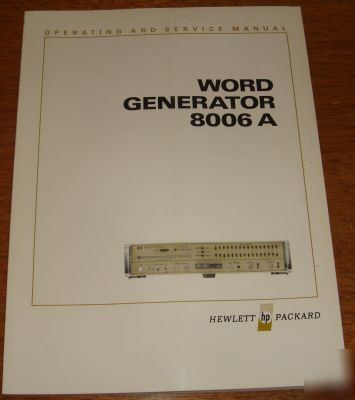 OPERATING AND SERVICE MANUAL
WORD
GENERATOR
8006 A
HEWLETT hp PACKARD